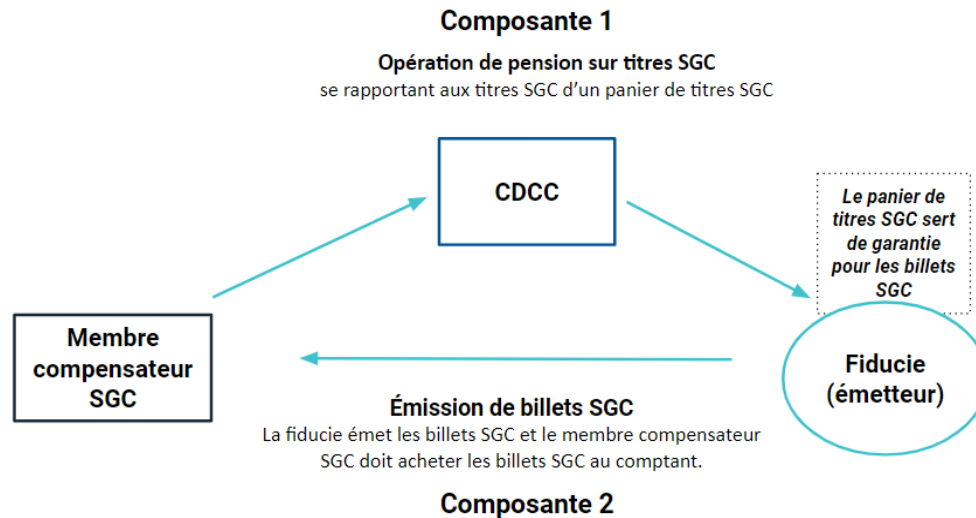 Composante 1
Opération de pension sur titres SGC
se rapportant aux titres SGC d’un panier de titres SGC
CDCC
Le panier de
titres SGC sert
de garantie
pour les billets
SGC
Membre
compensateur
SGC
Fiducie
(émetteur)
Émission de billets SGC
La fiducie émet les billets SGC et le membre compensateur
SGC doit acheter les billets SGC au comptant.
Composante 2